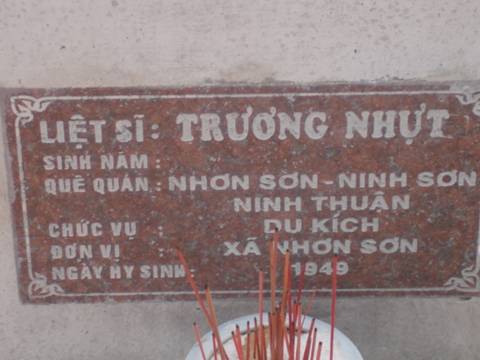 LIỆT SĨ: TRƯƠNG NHỰT
SINH NĂM:
QUÊ QUÁN: NHƠN SƠN-NINH SƠN
NINH THUẬN
CHỨC VỤ: DU KÍCH
ĐƠN VỊ: XÃ NHƠN SƠN
NGÀY HY SINH: 1949